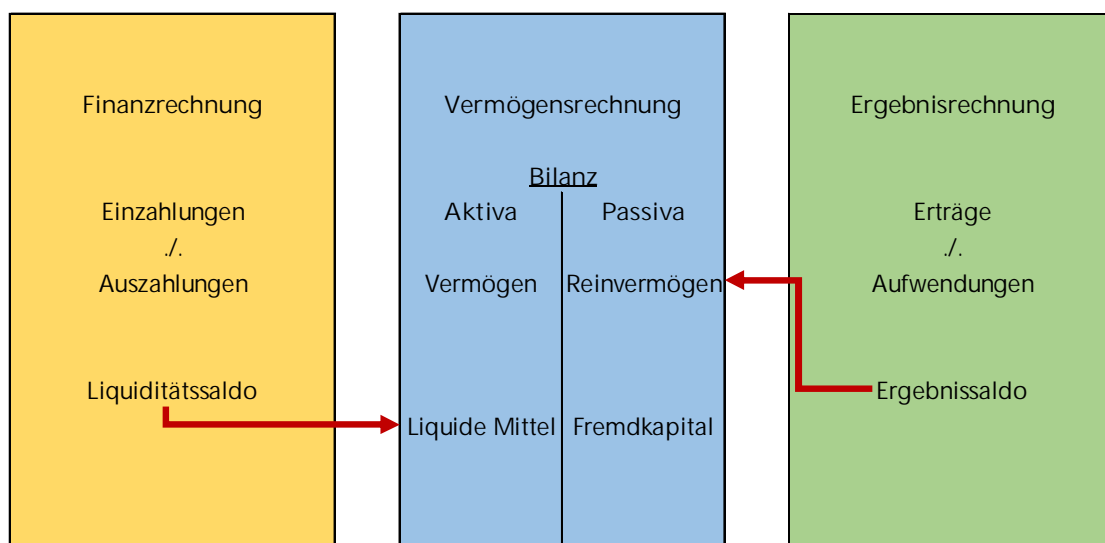 Finanzrechnung
Einzahlungen
./.
Auszahlungen
Liquiditätssaldo
Vermögensrechnung
Bilanz
Aktiva Passiva
Vermögen Reinvermögen
Liquide Mittel Fremdkapital
Ergebnisrechnung
Erträge
./.
Aufwendungen
Ergebnissaldo